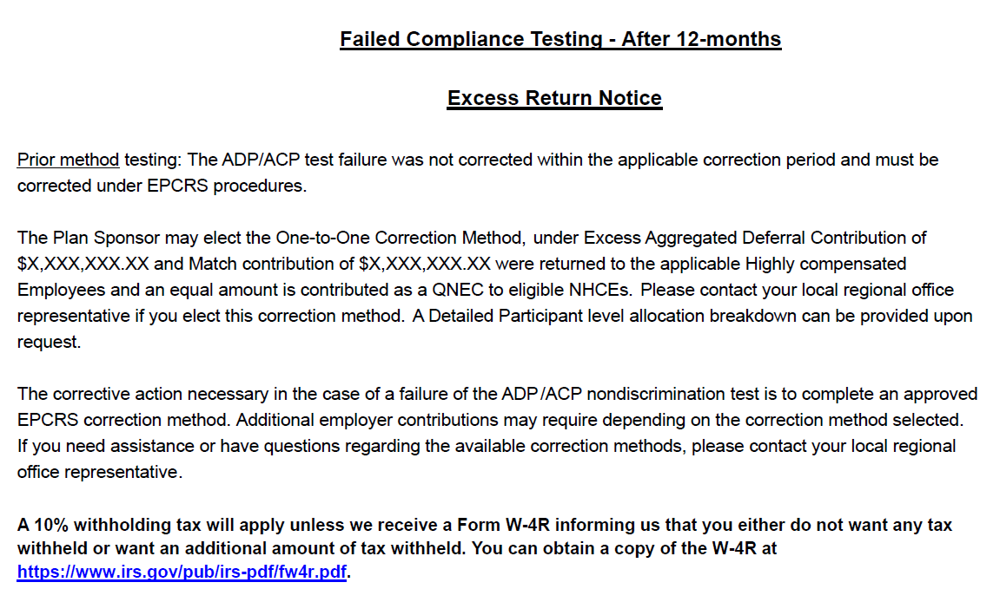 Failed Compliance Testing - After 12-months
Excess Return Notice
Prior method testing: The ADP/ACP test failure was not corrected within the applicable correction period and must be
corrected under EPCRS procedures.
The Plan Sponsor may elect the One-to-One Correction Method, under Excess Aggregated Deferral Contribution of
$X,XXX,XXX.XX and Match contribution of $X,XXX,XXX.XX were returned to the applicable Highly compensated
Employees and an equal amount is contributed as a QNEC to eligible NHCEs. Please contact your local regional office
representative if you elect this correction method. A Detailed Participant level allocation breakdown can be provided upon
request.
The corrective action necessary in the case of a failure of the ADP/ACP nondiscrimination test is to complete an approved
EPCRS correction method. Additional employer contributions may require depending on the correction method selected.
If you need assistance or have questions regarding the available correction methods, please contact your local regional
office representative.
A 10% withholding tax will apply unless we receive a Form W-4R informing us that you either do not want any tax
withheld or want an additional amount of tax withheld. You can obtain a copy of the W-4R at
https://www.irs.gov/pub/irs-pdf/fw4r.pdf.